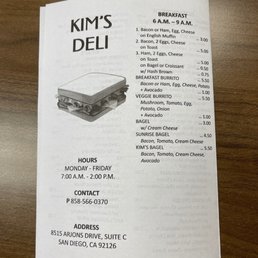 KIM'S
DELI
HOURS
MONDAY - FRIDAY
7:00 A.M. - 2:00 P.M.
CONTACT
P 858-566-0370
ADDRESS
8515 ARJONS DRIVE, SUITE C
SAN DIEGO, CA 92126
BREAKFAST
6 A.M. – 9 A.M.
1. Bacon or Ham, Egg, Cheese
on English Muffin
2. Bacon, 2 Eggs, Cheese
on Toast
3. Ham, 2 Eggs, Cheese
on Toast
on Bagel or Croissant
w/ Hash Brown
BREAKFAST BURRITO
Bacon or Ham, Egg, Cheese, Potato
+ Avocado
VEGGIE BURRITO
Mushroom, Tomato, Egg,
Potato, Onion
+ Avocado
BAGEL
w/ Cream Cheese
SUNRISE BAGEL
Bacon, Tomato, Cream Cheese
KIM'S BAGEL
Bacon, Tomato, Cream Cheese,
Avocado